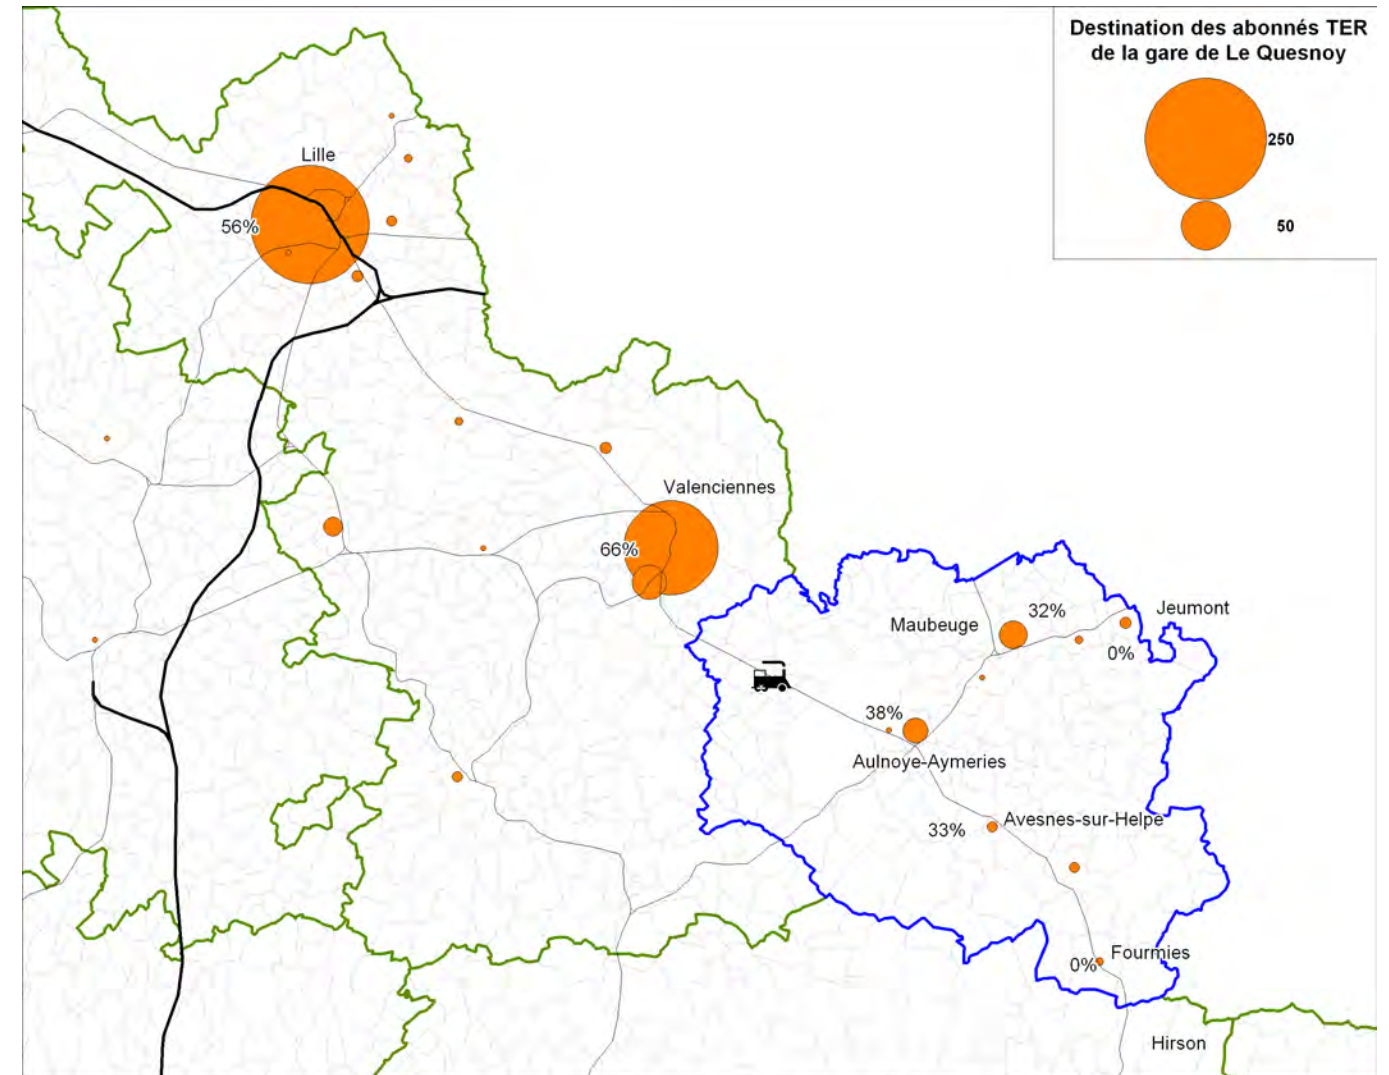 Destination des abonnés TER
de la gare de Le Quesnoy
250
50
Lille
56%
Valenciennes
66%
32%
Jeumont
Maubeuge
0%
38%
Aulnoye-Aymeries
Avesnes-sur-Helpe
33%
Fourmies
0%
Hirson